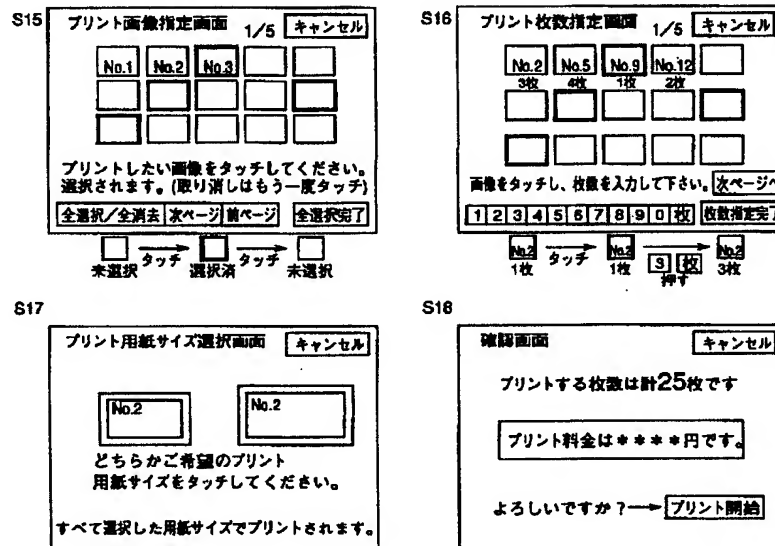 S15
プリント画像指定画面 1/5 キャンセル
No.1 No.2 No.3
プリントしたい画像をタッチしてください。
選択されます。(取り消しはもう一度タッチ)
全選択/全消去 次ページ 前ページ 全選択完了
タッチ タッチ
未選択 選択済 未選択
S16
プリント枚数指定画面 1/5 キャンセル
No.2 No.5 No.9 No.12
3枚 4枚 1枚 2枚
画像をタッチし、枚数を入力して下さい。 次ページへ
1 2 3 4 5 6 7 8 9 0 枚 枚数指定完了
No.2 タッチ No.2 3 枚 No.2
1枚 1枚 押す 3枚
S17
プリント用紙サイズ選択画面 キャンセル
No.2 No.2
どちらかご希望のプリント
用紙サイズをタッチしてください。
すべて選択した用紙サイズでプリントされます。
S18
確認画面 キャンセル
プリントする枚数は計25枚です
プリント料金は＊＊＊＊円です。
よろしいですか？ プリント開始